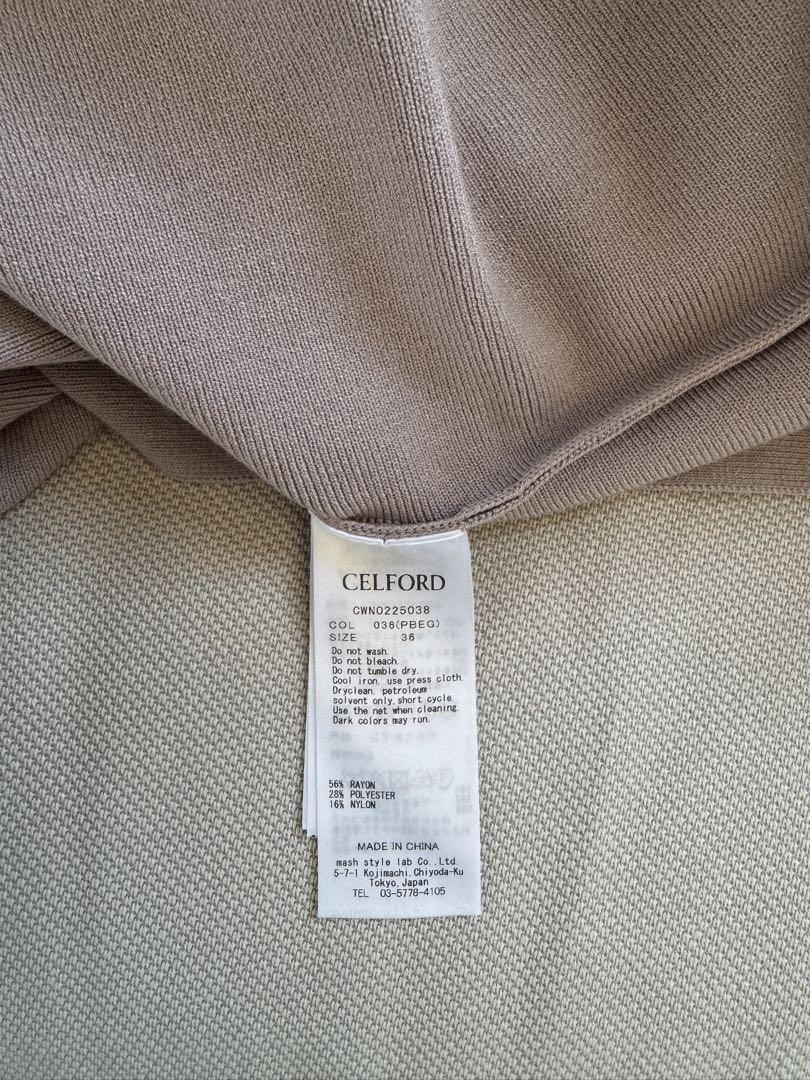 CELFORD
CWN0225038
COL 036(PBEG)
SIZE 36
Do not wash.
Do not bleach.
Do not tumble dry.
Cool iron, use press cloth.
Dryclean, petroleum
solvent only, short cycle.
Use the net when cleaning.
Dark colors may run.
56% RAYON
28% POLYESTER
16% NYLON
MADE IN CHINA
mash style lab Co.,Ltd.
5-7-1 Kojimachi, Chiyoda-Ku
Tokyo, Japan
TEL 03-5778-4105